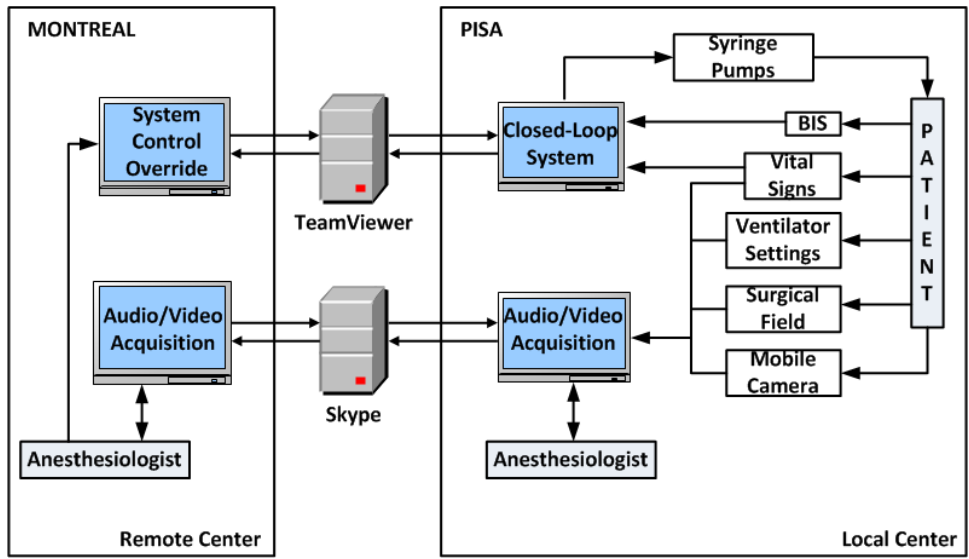 MONTREAL
System
Control
Override
Audio/Video
Acquisition
Anesthesiologist
Remote Center
TeamViewer
Skype
PISA
Closed-Loop
System
Audio/Video
Acquisition
Anesthesiologist
Syringe
Pumps
BIS
Vital
Signs
Ventilator
Settings
Surgical
Field
Mobile
Camera
P
A
T
I
E
N
T
Local Center